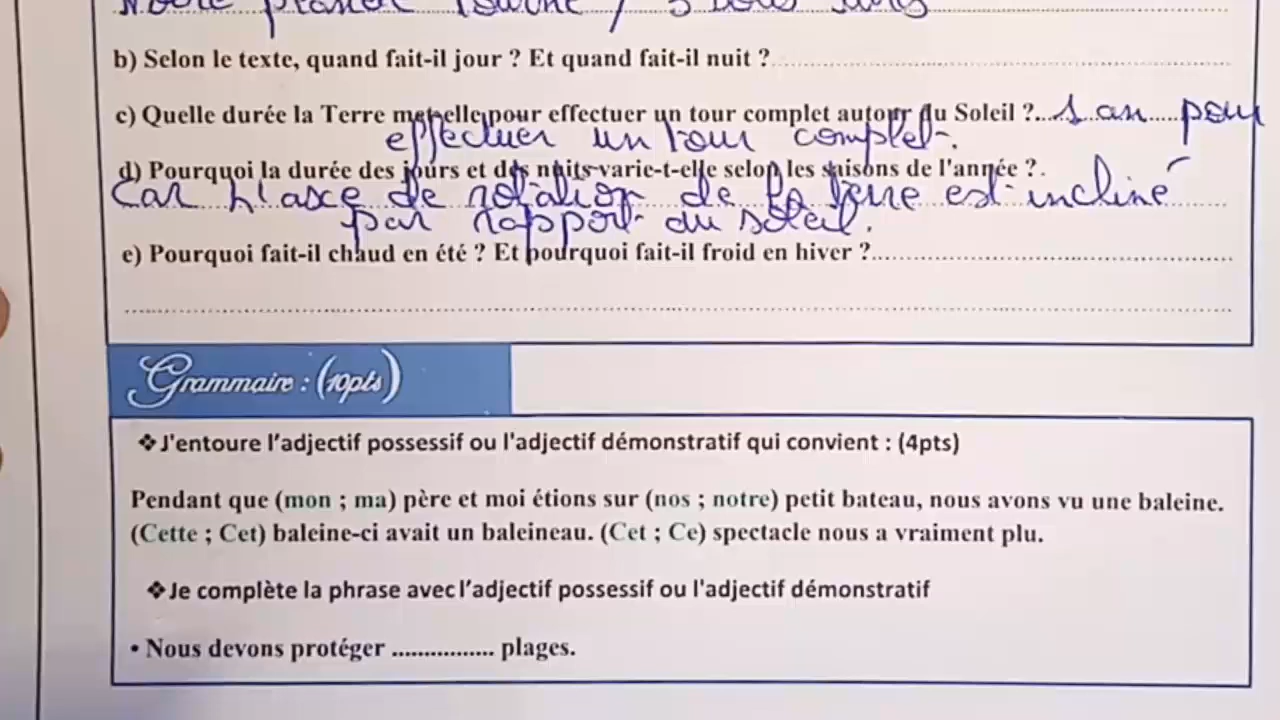 b) Selon le texte, quand fait-il jour ? Et quand fait-il nuit ?
c) Quelle durée la Terre met-elle pour effectuer un tour complet autour du Soleil ? 1 an pour
effectuer un tour complet.
d) Pourquoi la durée des jours et des nuits varie-t-elle selon les saisons de l'année ?
Car l'axe de rotation de la terre est incliné
par rapport du soleil.
e) Pourquoi fait-il chaud en été ? Et pourquoi fait-il froid en hiver ?
Grammaire : (10pts)
❖J'entoure l'adjectif possessif ou l'adjectif démonstratif qui convient : (4pts)
Pendant que (mon ; ma) père et moi étions sur (nos ; notre) petit bateau, nous avons vu une baleine.
(Cette ; Cet) baleine-ci avait un baleineau. (Cet ; Ce) spectacle nous a vraiment plu.
❖Je complète la phrase avec l'adjectif possessif ou l'adjectif démonstratif
• Nous devons protéger ................ plages.